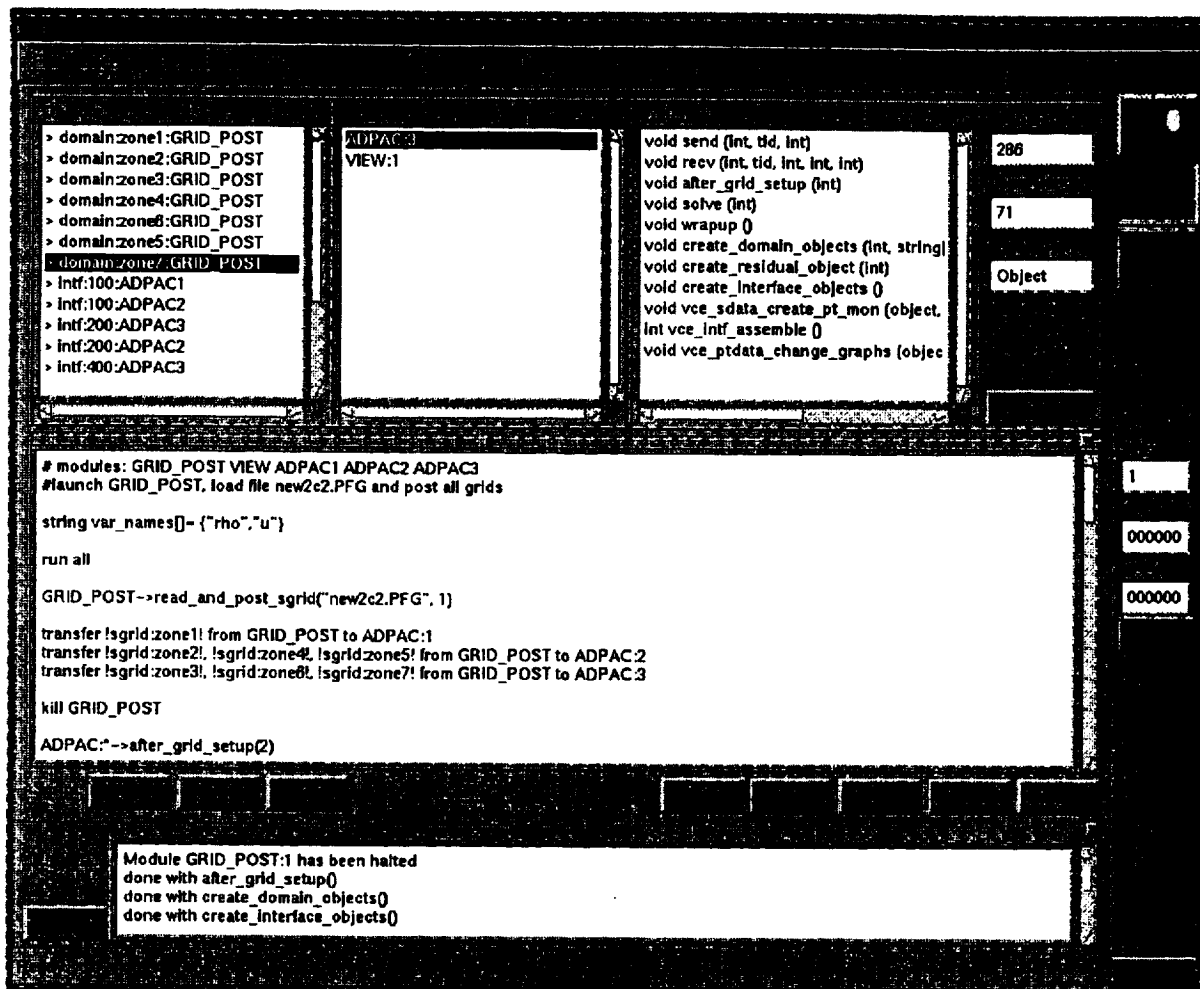 > domain:zone1:GRID_POST
> domain:zone2:GRID_POST
> domain:zone3:GRID_POST
> domain:zone4:GRID_POST
> domain:zone6:GRID_POST
> domain:zone5:GRID_POST
> domain:zone7:GRID_POST
> intf:100:ADPAC1
> intf:100:ADPAC2
> intf:200:ADPAC3
> intf:200:ADPAC2
> intf:400:ADPAC3
ADPAC:3
VIEW:1
void send (int, tid, int)
void recv (int, tid, int, int, int)
void after_grid_setup (int)
void solve (int)
void wrapup ()
void create_domain_objects (int, string[
void create_residual_object (int)
void create_interface_objects ()
void vce_sdata_create_pt_mon (object,
int vce_intf_assemble ()
void vce_ptdata_change_graphs (objec
286
71
Object
# modules: GRID_POST VIEW ADPAC1 ADPAC2 ADPAC3
#launch GRID_POST, load file new2c2.PFG and post all grids
string var_names[]= {"rho","u"}
run all
GRID_POST->read_and_post_sgrid("new2c2.PFG", 1)
transfer !sgrid:zone1! from GRID_POST to ADPAC:1
transfer !sgrid:zone2!, !sgrid:zone4!, !sgrid:zone5! from GRID_POST to ADPAC:2
transfer !sgrid:zone3!, !sgrid:zone6!, !sgrid:zone7! from GRID_POST to ADPAC:3
kill GRID_POST
ADPAC:*->after_grid_setup(2)
1
000000
000000
Module GRID_POST:1 has been halted
done with after_grid_setup()
done with create_domain_objects()
done with create_interface_objects()